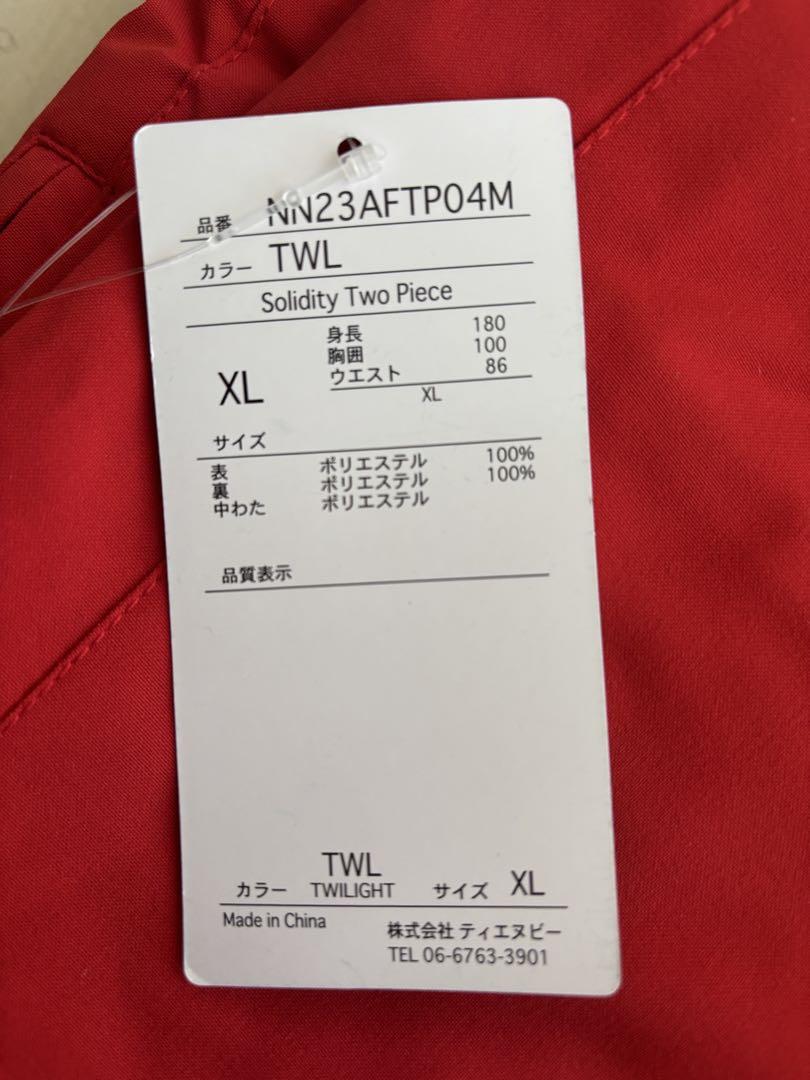 品番 NN23AFTP04M
カラー TWL
Solidity Two Piece
身長 180
胸囲 100
ウエスト 86
XL
XL
サイズ
表 ポリエステル 100%
裏 ポリエステル 100%
中わた ポリエステル
品質表示
TWL
カラー TWILIGHT サイズ XL
Made in China
株式会社 ティエヌビー
TEL 06-6763-3901